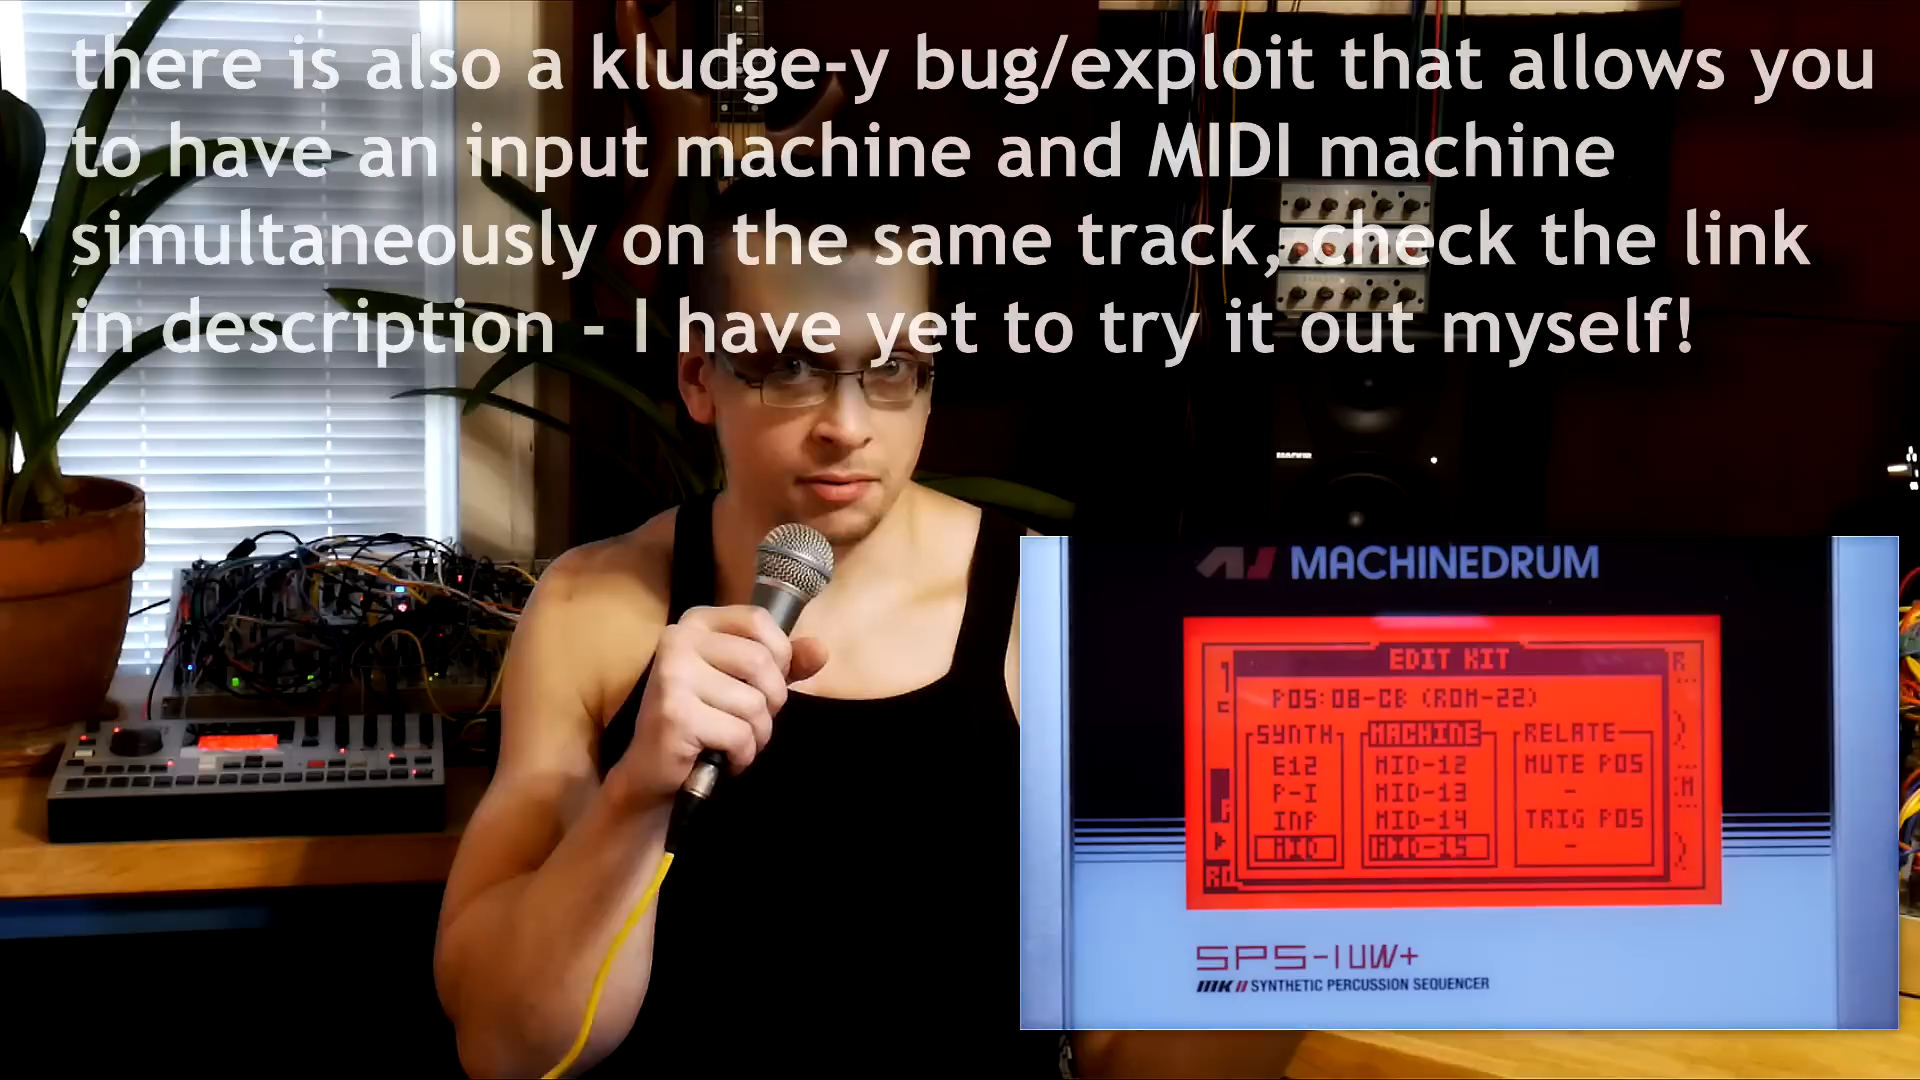 there is also a kludge-y bug/exploit that allows you
to have an input machine and MIDI machine
simultaneously on the same track, check the link
in description - I have yet to try it out myself!
MACKIE
MACHINEDRUM
EDIT KIT
POS:08-CB (ROM-22)
SYNTH MACHINE RELATE
E12 MID-12 MUTE POS
P-I MID-13 -
INP MID-14 TRIG POS
MID MID-15 -
SPS-1UW+
MKII SYNTHETIC PERCUSSION SEQUENCER